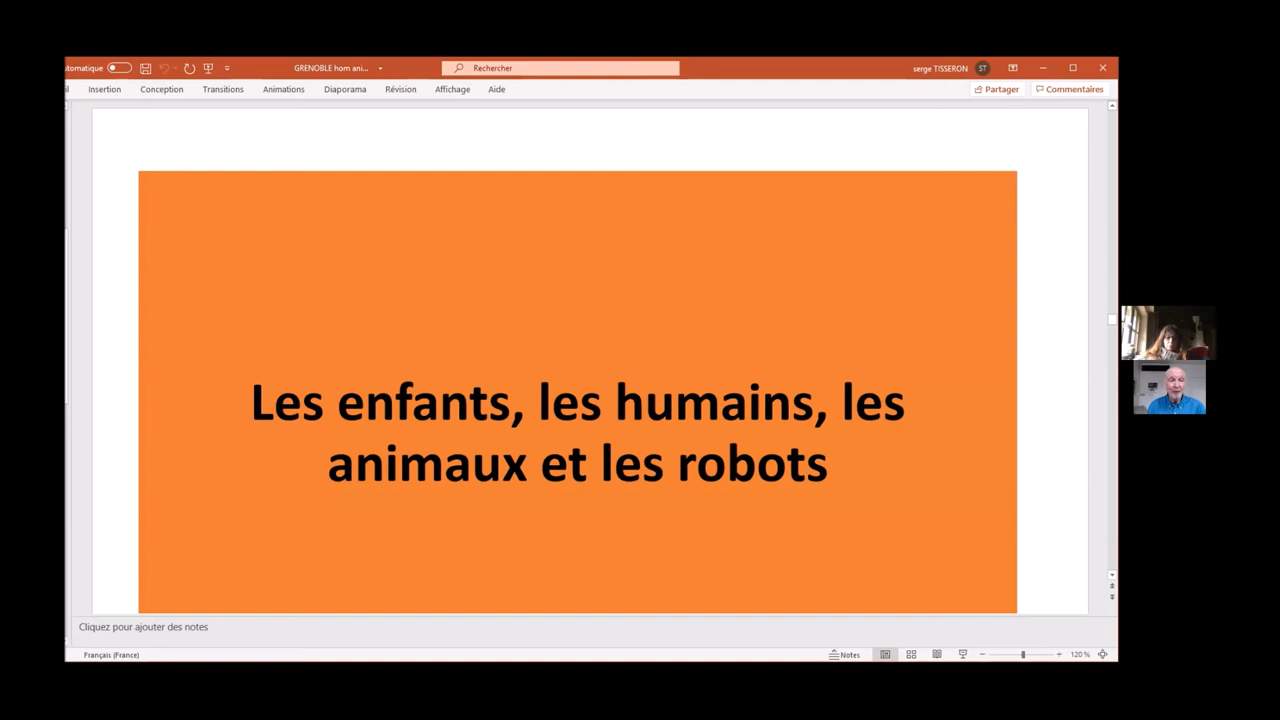 utomatique
GRENOBLE hom ani...
Rechercher
serge TISSERON
ST
Insertion
Conception
Transitions
Animations
Diaporama
Révision
Affichage
Aide
Partager
Commentaires
Les enfants, les humains, les
animaux et les robots
Cliquez pour ajouter des notes
Français (France)
Notes
120 %